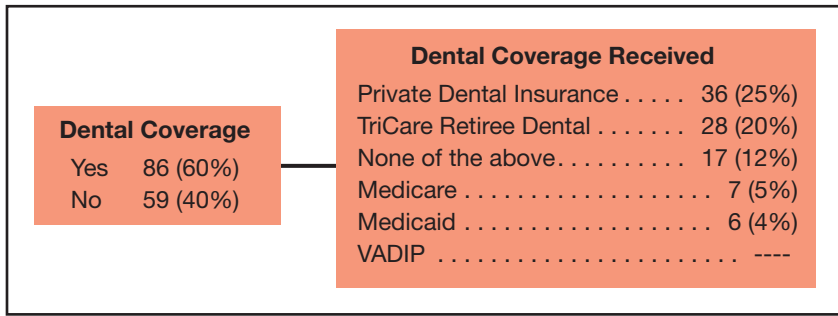 Dental Coverage
Yes 86 (60%)
No 59 (40%)
Dental Coverage Received
Private Dental Insurance . . . . . 36 (25%)
TriCare Retiree Dental . . . . . . . 28 (20%)
None of the above. . . . . . . . . . 17 (12%)
Medicare . . . . . . . . . . . . . . . . . . . . 7 (5%)
Medicaid . . . . . . . . . . . . . . . . . . . . 6 (4%)
VADIP . . . . . . . . . . . . . . . . . . . . . . . ----